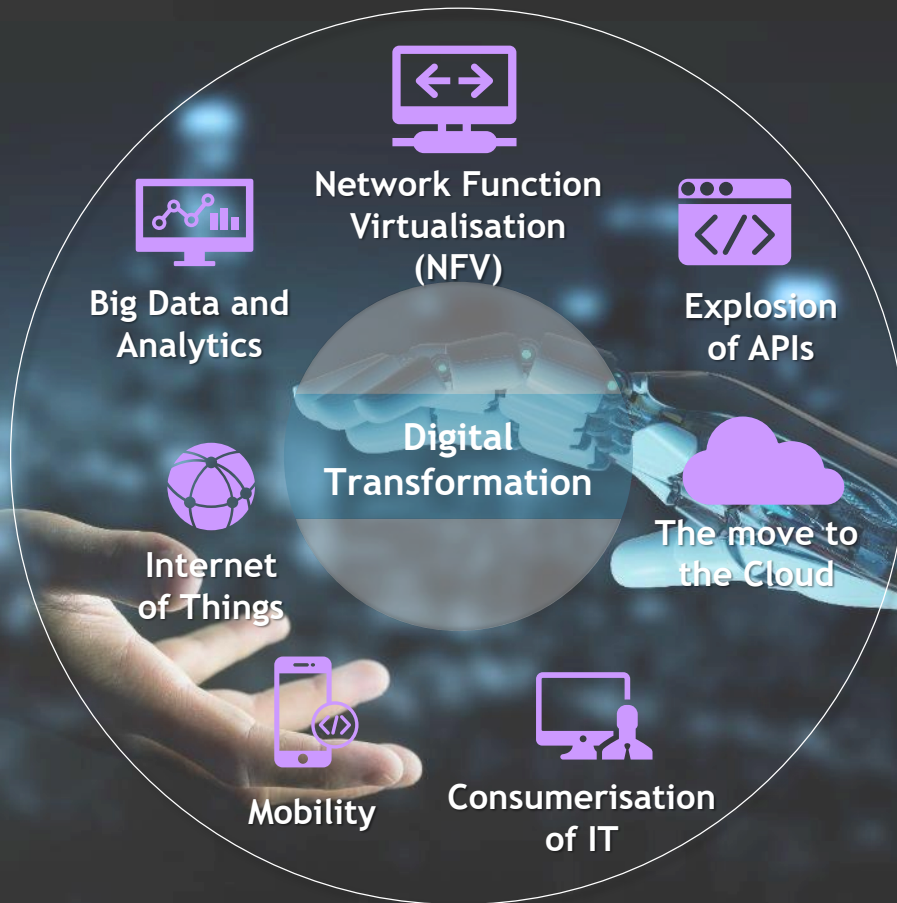 Network Function
Virtualisation
(NFV)
Big Data and
Analytics
Explosion
of APIs
Digital
Transformation
The move to
the Cloud
Internet
of Things
Mobility
Consumerisation
of IT